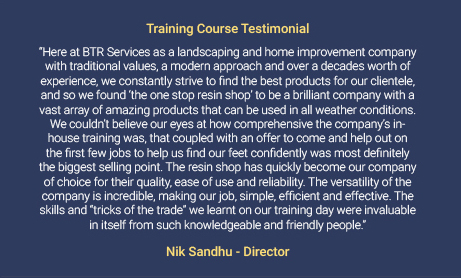 Training Course Testimonial
“Here at BTR Services as a landscaping and home improvement company
with traditional values, a modern approach and over a decades worth of
experience, we constantly strive to find the best products for our clientele,
and so we found ‘the one stop resin shop’ to be a brilliant company with a
vast array of amazing products that can be used in all weather conditions.
We couldn’t believe our eyes at how comprehensive the company’s in-
house training was, that coupled with an offer to come and help out on
the first few jobs to help us find our feet confidently was most definitely
the biggest selling point. The resin shop has quickly become our company
of choice for their quality, ease of use and reliability. The versatility of the
company is incredible, making our job, simple, efficient and effective. The
skills and “tricks of the trade” we learnt on our training day were invaluable
in itself from such knowledgeable and friendly people.”
Nik Sandhu - Director